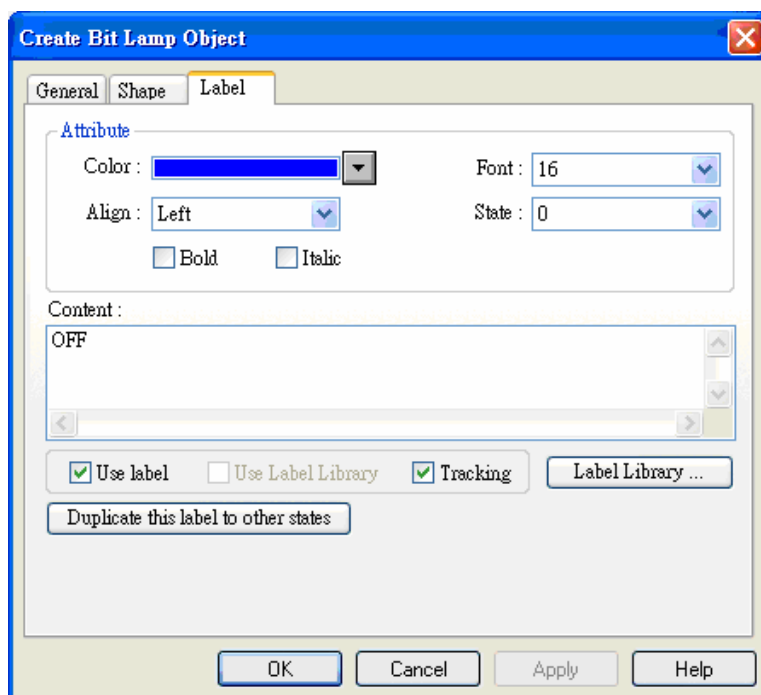 Create Bit Lamp Object
General Shape Label
Attribute
Color : Font : 16
Align : Left State : 0
Bold Italic
Content :
OFF
Use label Use Label Library Tracking Label Library ...
Duplicate this label to other states
OK Cancel Apply Help